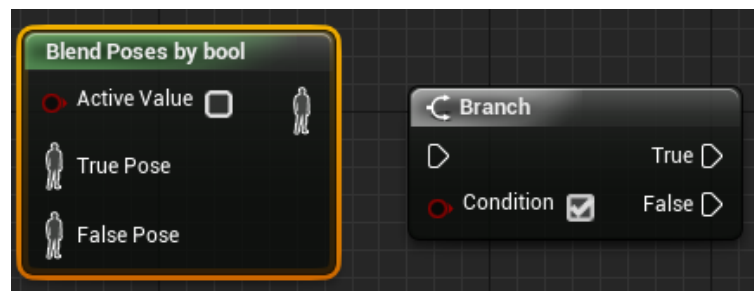 Blend Poses by bool
Active Value
True Pose
False Pose
Branch
True
Condition
False